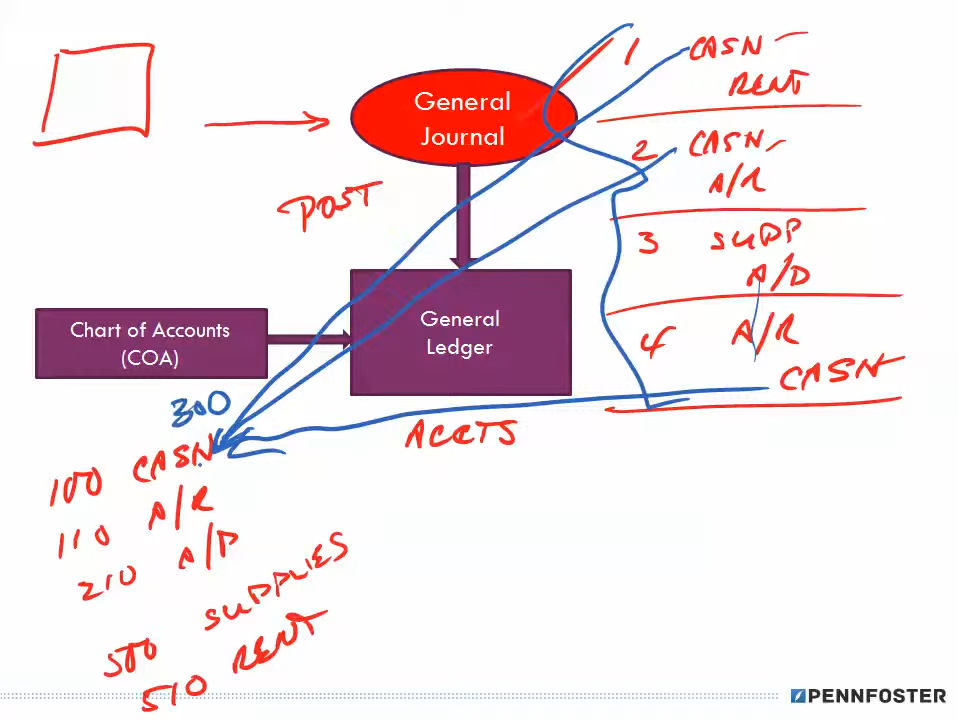 General
Journal
POST
Chart of Accounts
(COA)
General
Ledger
1 CASH
RENT
2 CASH
A/R
3 SUPP
A/P
4 A/R
CASH
300
ACCTS
100 CASH
110 A/R
210 A/P
500 SUPPLIES
510 RENT
PENNFOSTER